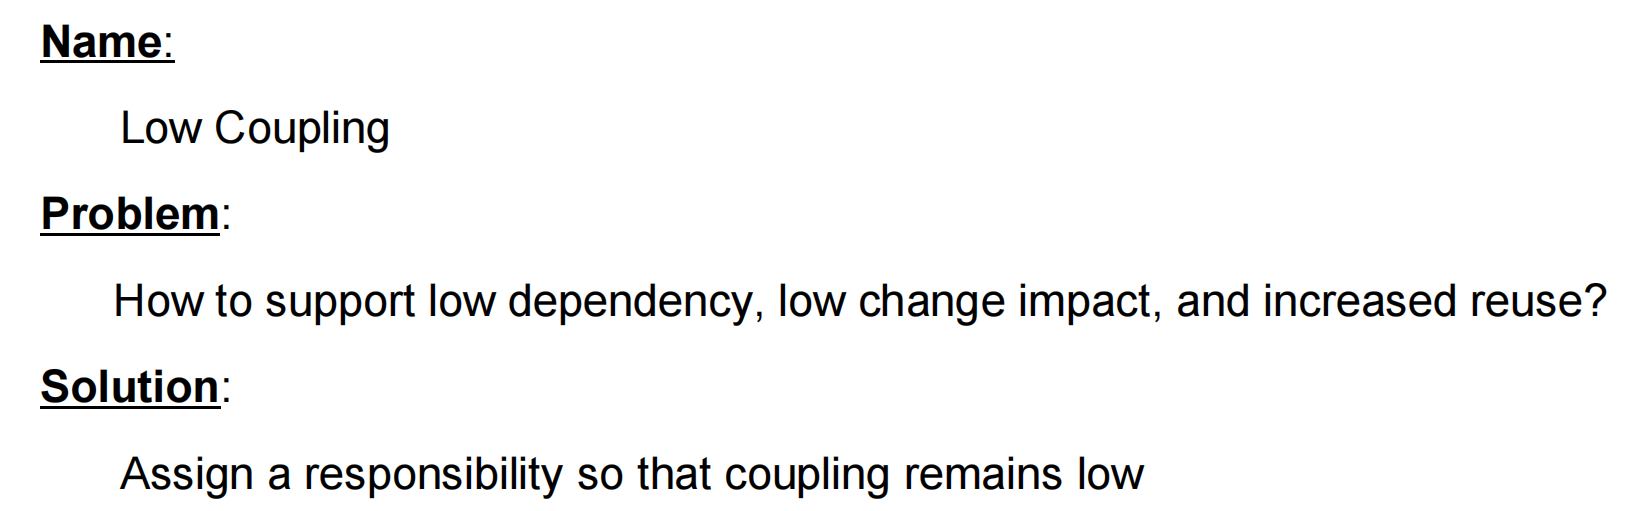 Name:
Low Coupling
Problem:
How to support low dependency, low change impact, and increased reuse?
Solution:
Assign a responsibility so that coupling remains low